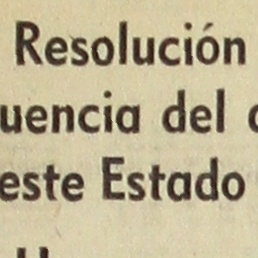 Resolución
uencia del
este Estado